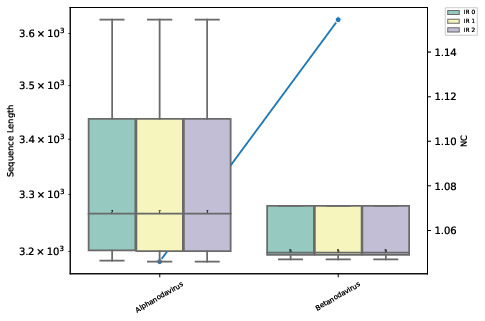 IR 0
IR 1
IR 2
3.6 × 10³
3.5 × 10³
3.4 × 10³
3.3 × 10³
3.2 × 10³
Sequence Length
1.14
1.12
1.10
1.08
1.06
NC
Alphanodavirus
Betanodavirus